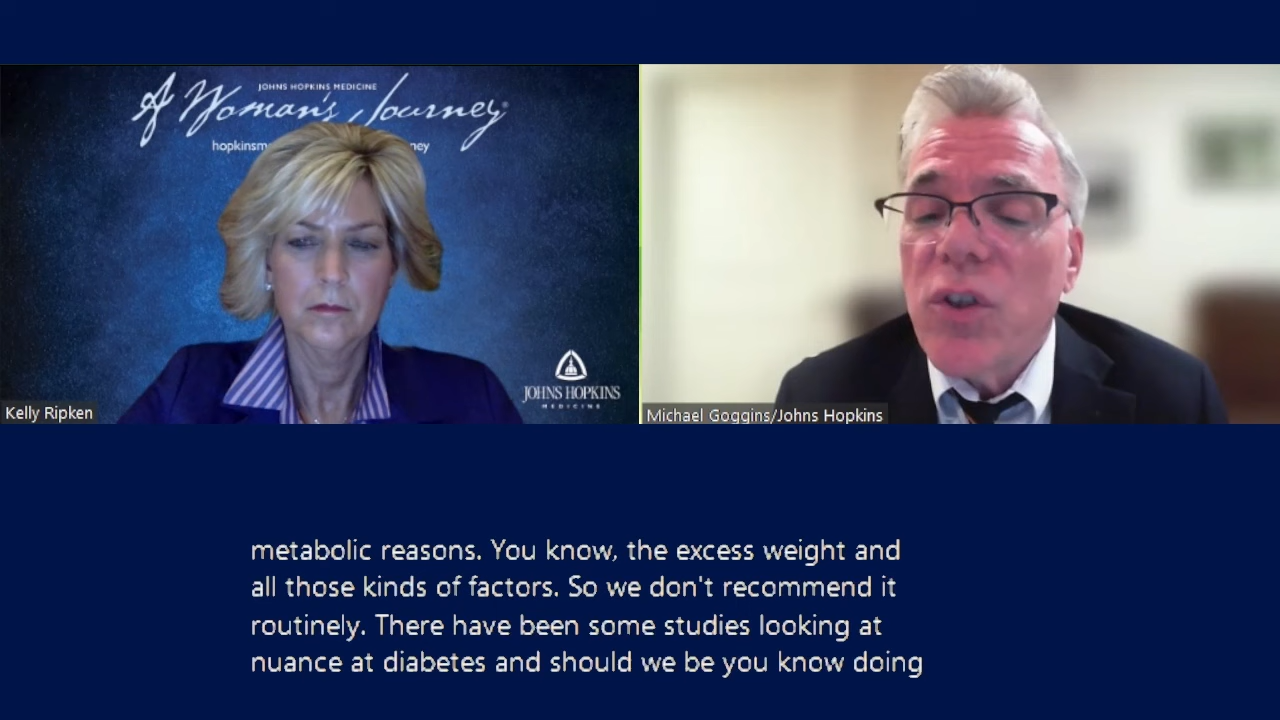 JOHNS HOPKINS MEDICINE
A Woman's Journey®
hopkinsm ney
JOHNS HOPKINS
MEDICINE
Kelly Ripken
Michael Goggins/Johns Hopkins
metabolic reasons. You know, the excess weight and
all those kinds of factors. So we don't recommend it
routinely. There have been some studies looking at
nuance at diabetes and should we be you know doing